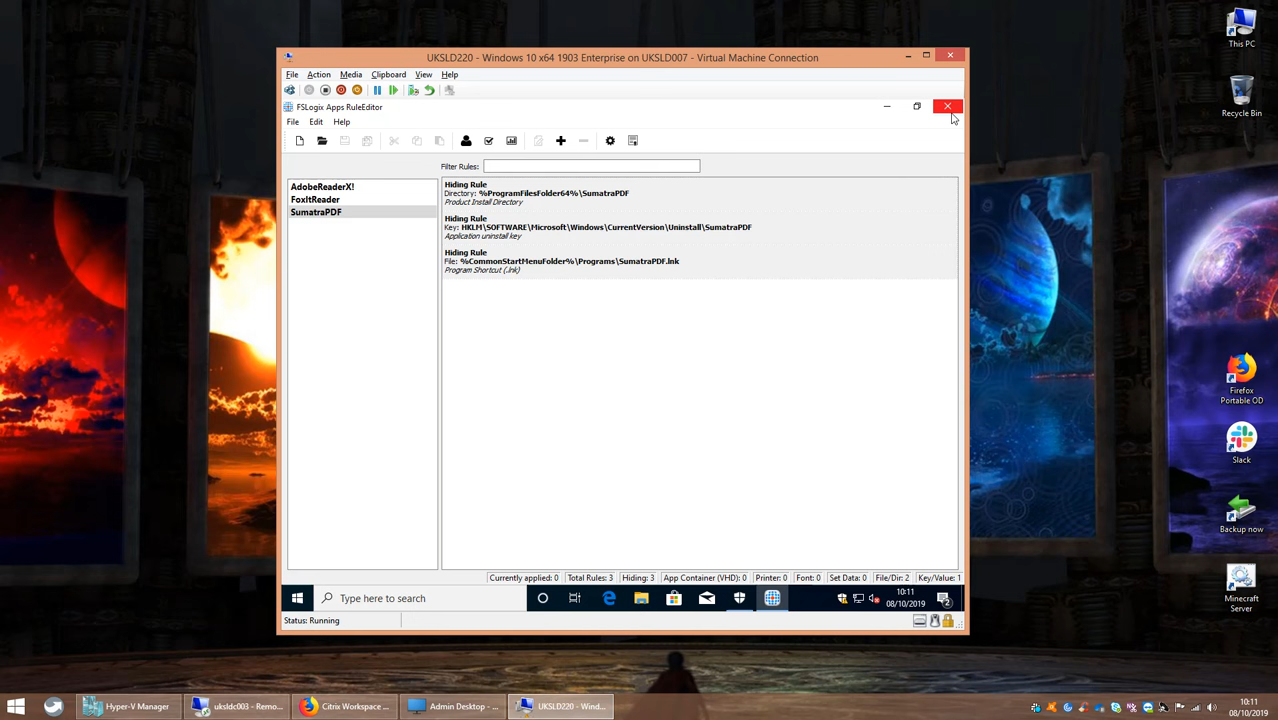 This PC
Recycle Bin
Firefox
Portable OD
Slack
Backup now
Minecraft
Server
UKSLD220 - Windows 10 x64 1903 Enterprise on UKSLD007 - Virtual Machine Connection
File Action Media Clipboard View Help
FSLogix Apps RuleEditor
File Edit Help
Filter Rules:
AdobeReaderX!
FoxItReader
SumatraPDF
Hiding Rule
Directory: %ProgramFilesFolder64%\SumatraPDF
Product Install Directory
Hiding Rule
Key: HKLM\SOFTWARE\Microsoft\Windows\CurrentVersion\Uninstall\SumatraPDF
Application uninstall key
Hiding Rule
File: %CommonStartMenuFolder%\Programs\SumatraPDF.lnk
Program Shortcut (.lnk)
Currently applied: 0 Total Rules: 3 Hiding: 3 App Container (VHD): 0 Printer: 0 Font: 0 Set Data: 0 File/Dir: 2 Key/Value: 1
Type here to search
10:11
08/10/2019
2
Status: Running
Hyper-V Manager
uksldc003 - Remo...
Citrix Workspace ...
Admin Desktop - ...
UKSLD220 - Wind...
10:11
08/10/2019